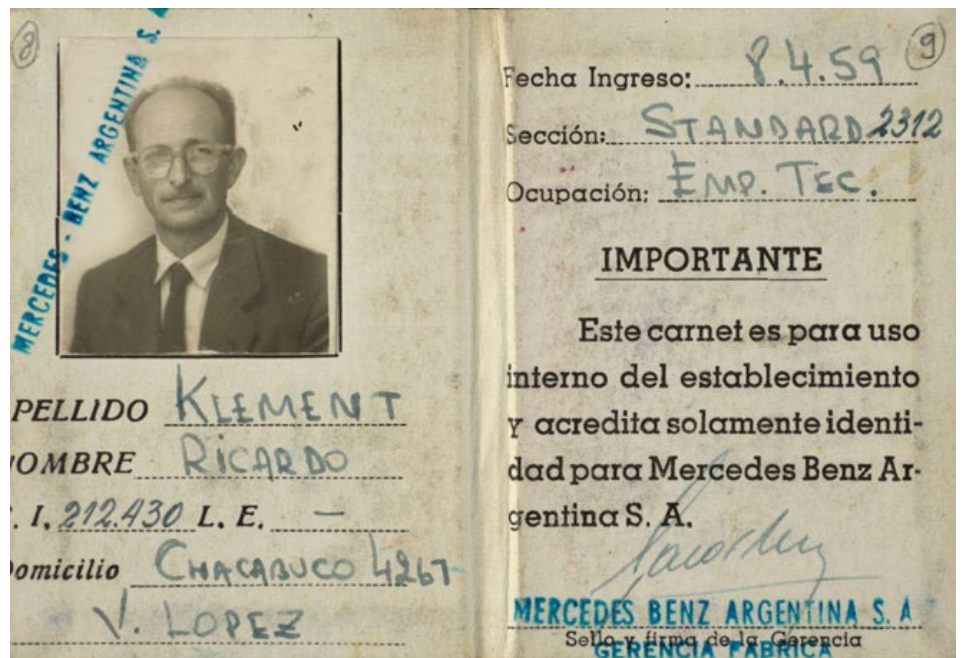 8
MERCEDES - BENZ ARGENTINA S. A
PELLIDO KLEMENT
OMBRE RICARDO
. I. 212.430 L. E. —
omicilio CHACABUCO 4267
V. LOPEZ
9
Fecha Ingreso: 8.4.59
Sección: STANDARD 2312
Ocupación: EMP. TEC.
IMPORTANTE
Este carnet es para uso
interno del establecimiento
y acredita solamente identi-
dad para Mercedes Benz Ar-
gentina S. A.
MERCEDES BENZ ARGENTINA S. A
Sello y firma de la Gerencia
GERENCIA FABRICA